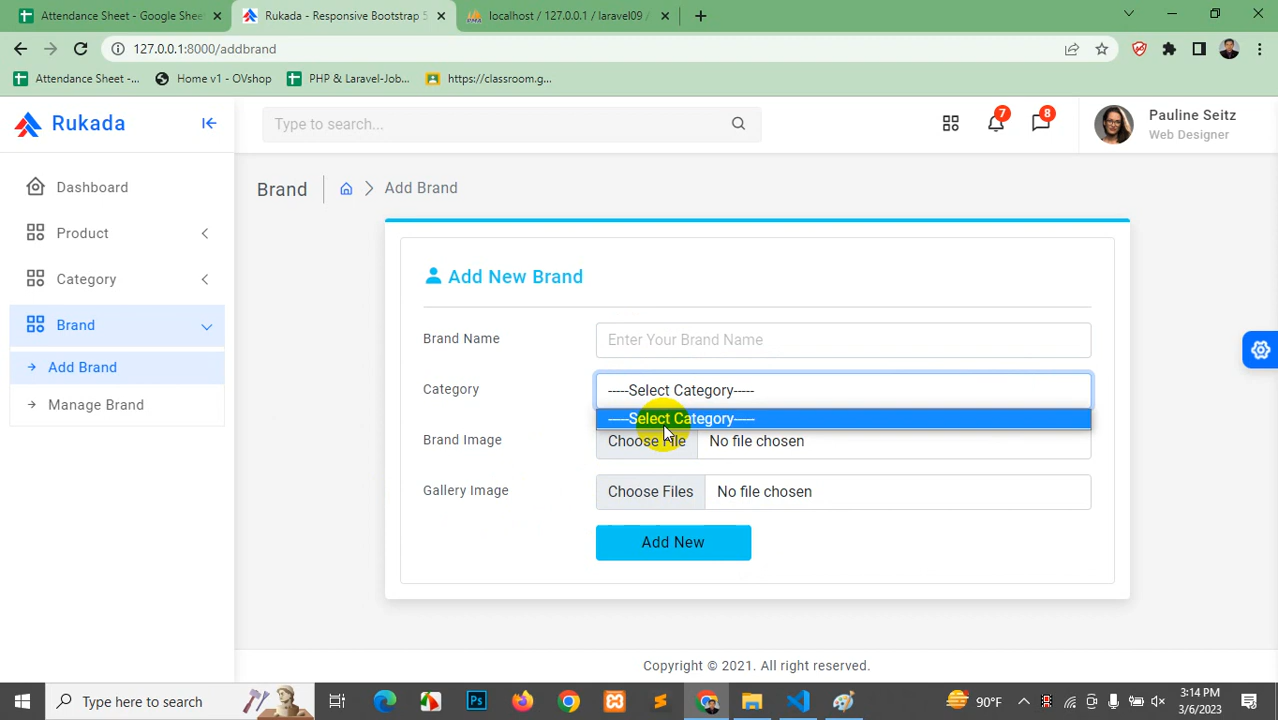 Attendance Sheet - Google Shee
Rukada - Responsive Bootstrap 5
localhost / 127.0.0.1 / laravel09 /
127.0.0.1:8000/addbrand
Attendance Sheet -...
Home v1 - OVshop
PHP & Laravel-Job...
https://classroom.g...
Rukada
Type to search...
7
8
Pauline Seitz
Web Designer
Dashboard
Product
Category
Brand
Add Brand
Manage Brand
Brand
Add Brand
Add New Brand
Brand Name
Enter Your Brand Name
Category
-----Select Category-----
-----Select Category-----
Brand Image
Choose File
No file chosen
Gallery Image
Choose Files
No file chosen
Add New
Copyright © 2021. All right reserved.
Type here to search
Ps
90°F
3:14 PM
3/6/2023